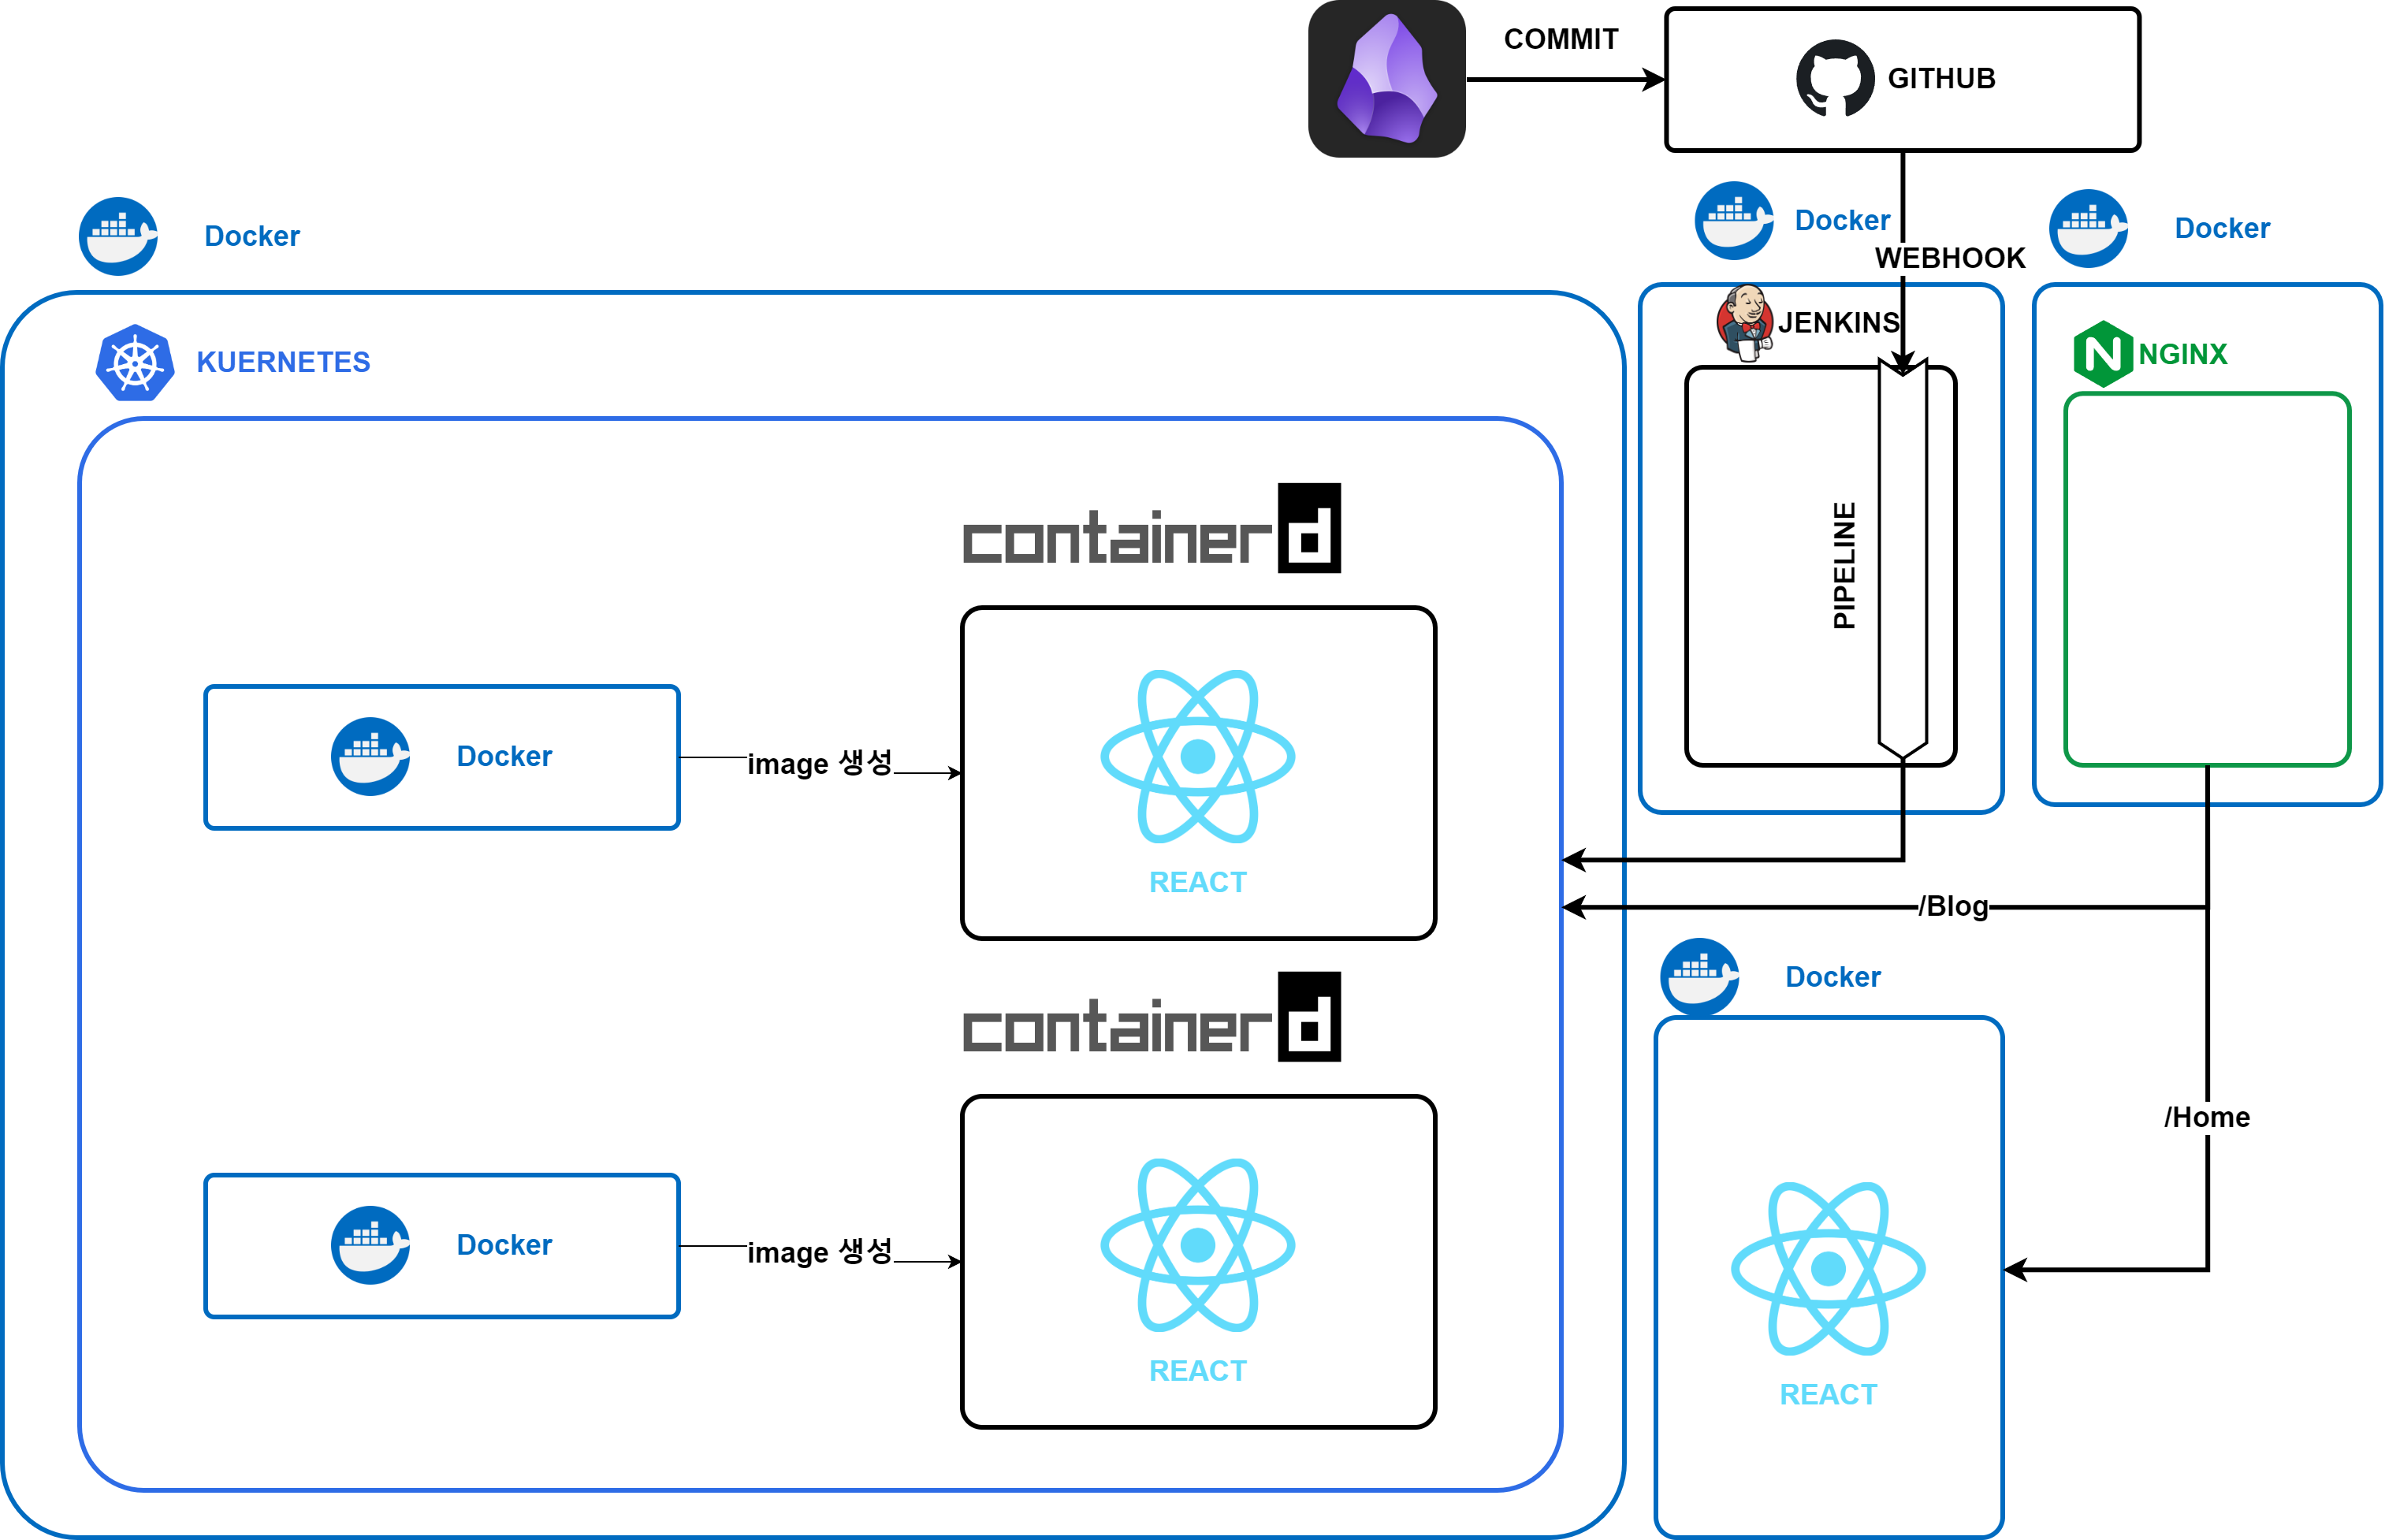 COMMIT
GITHUB
Docker
Docker
Docker
WEBHOOK
JENKINS
KUERNETES
NGINX
containerd
PIPELINE
Docker
image 생성
REACT
/Blog
Docker
containerd
/Home
Docker
image 생성
REACT
REACT